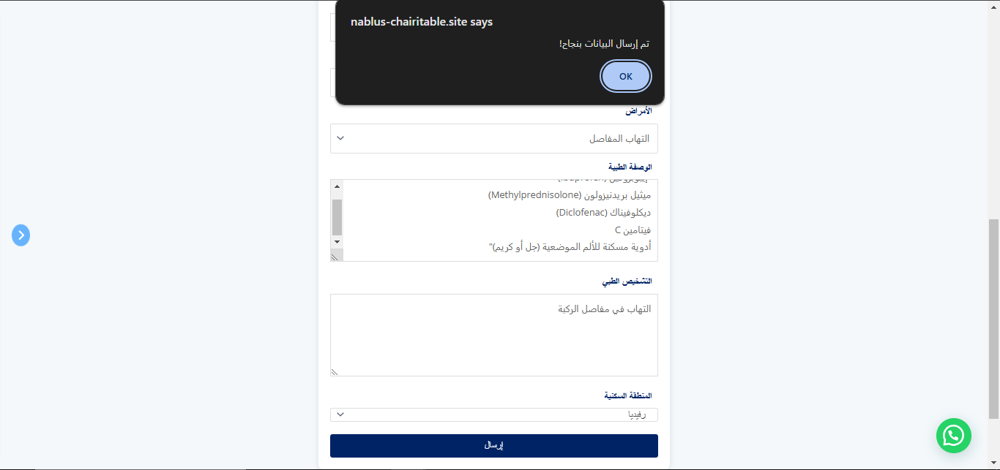 nablus-chairitable.site says
تم إرسال البيانات بنجاح!
OK
الأمراض
التهاب المفاصل
الوصفة الطبية
ميثيل بريدنيزولون (Methylprednisolone)
ديكلوفيناك (Diclofenac)
فيتامين C
أدوية مسكنة للألم الموضعية (جل أو كريم)"
التشخيص الطبي
التهاب في مفاصل الركبة
المنطقة السكنية
رفيديا
إرسال